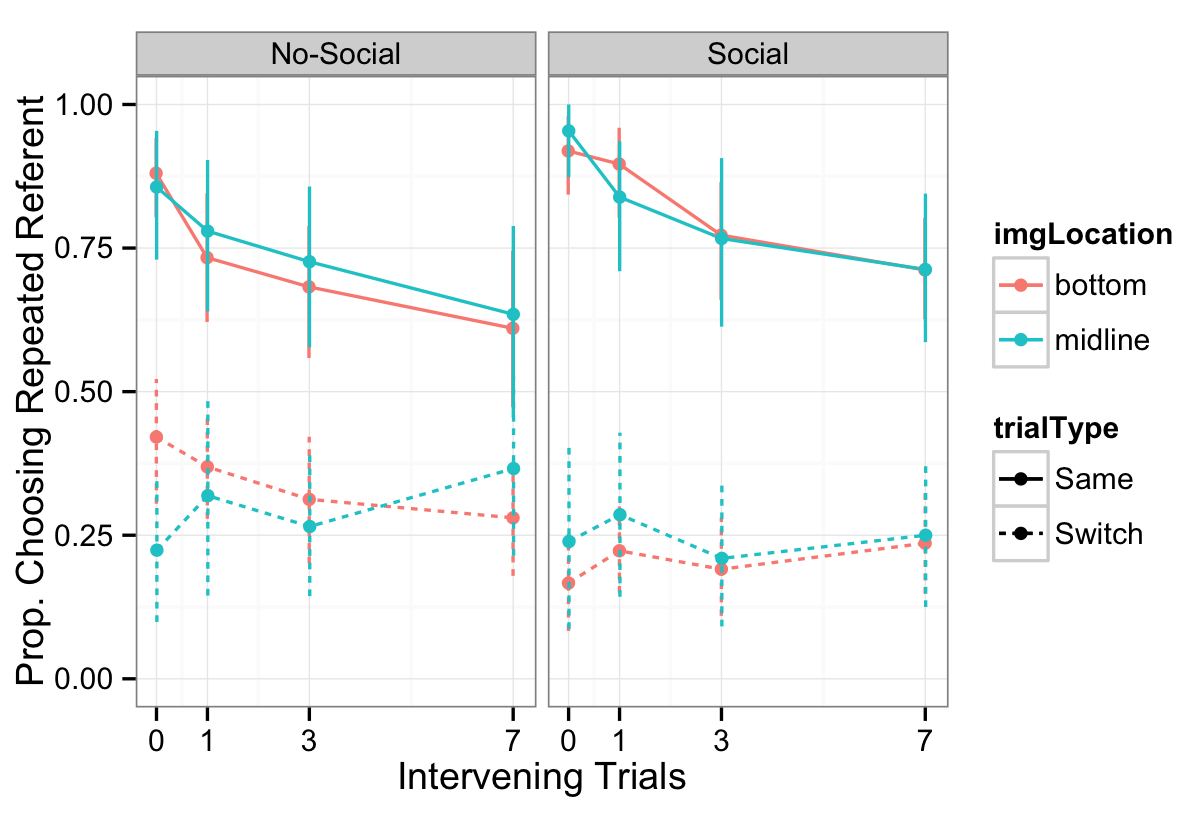 No-Social
Social
Prop. Choosing Repeated Referent
1.00
0.75
0.50
0.25
0.00
0 1 3 7
0 1 3 7
Intervening Trials
imgLocation
bottom
midline
trialType
Same
Switch